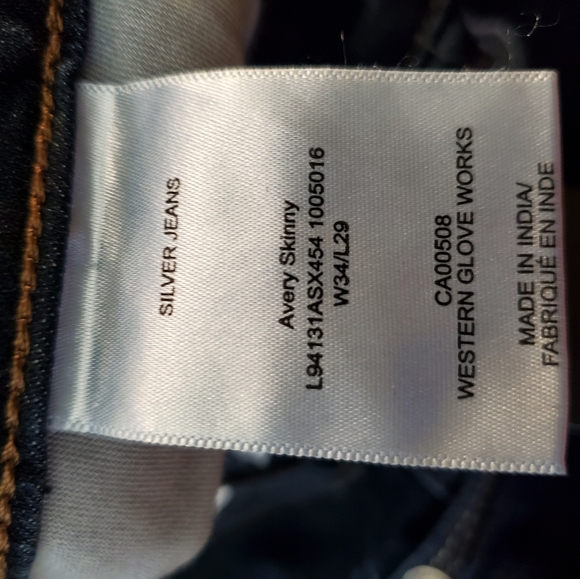 SILVER JEANS
Avery Skinny
L94131ASX454 1005016
W34/L29
CA00508
WESTERN GLOVE WORKS
MADE IN INDIA/
FABRIQUÉ EN INDE